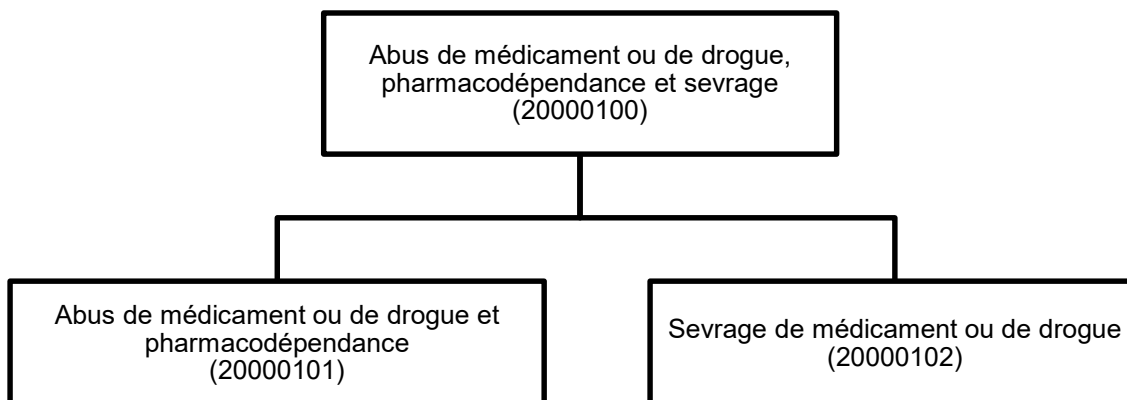 Abus de médicament ou de drogue,
pharmacodépendance et sevrage
(20000100)
Abus de médicament ou de drogue et
pharmacodépendance
(20000101)
Sevrage de médicament ou de drogue
(20000102)